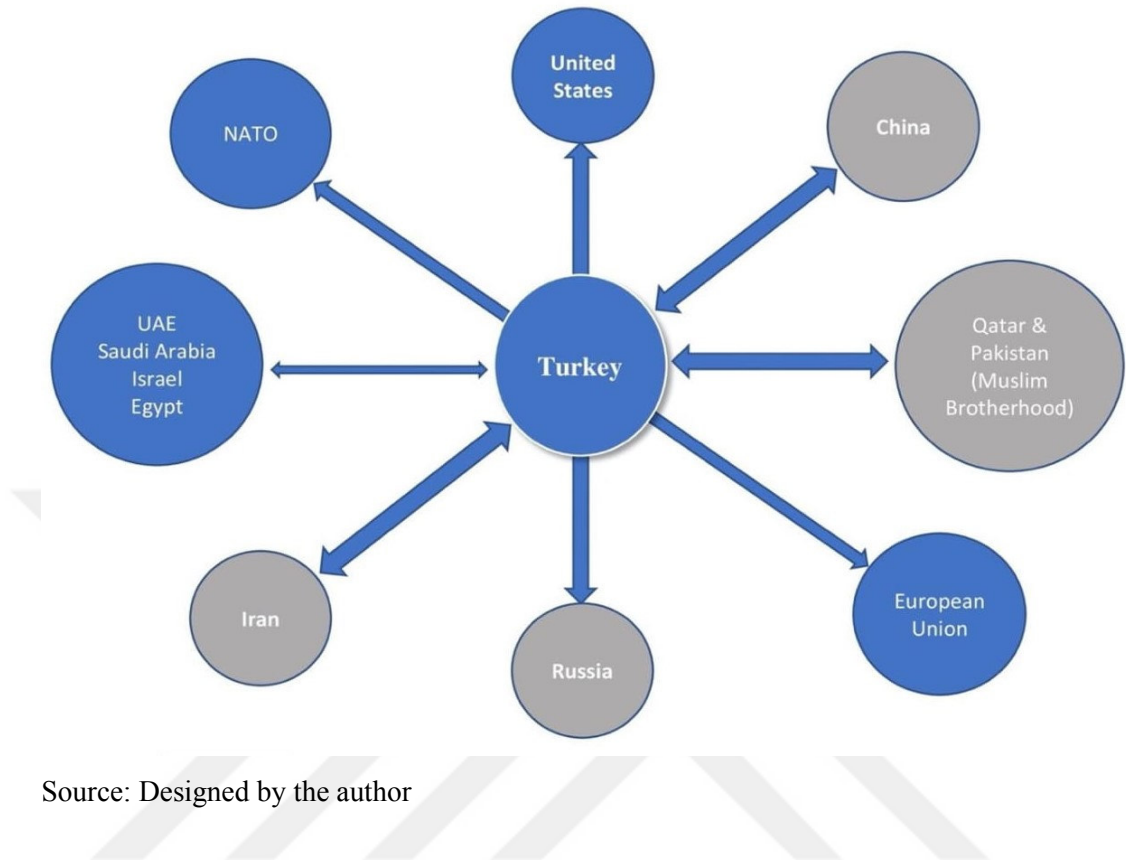 United
States
NATO
China
UAE
Saudi Arabia
Israel
Egypt
Turkey
Qatar &
Pakistan
(Muslim
Brotherhood)
Iran
Russia
European
Union
Source: Designed by the author